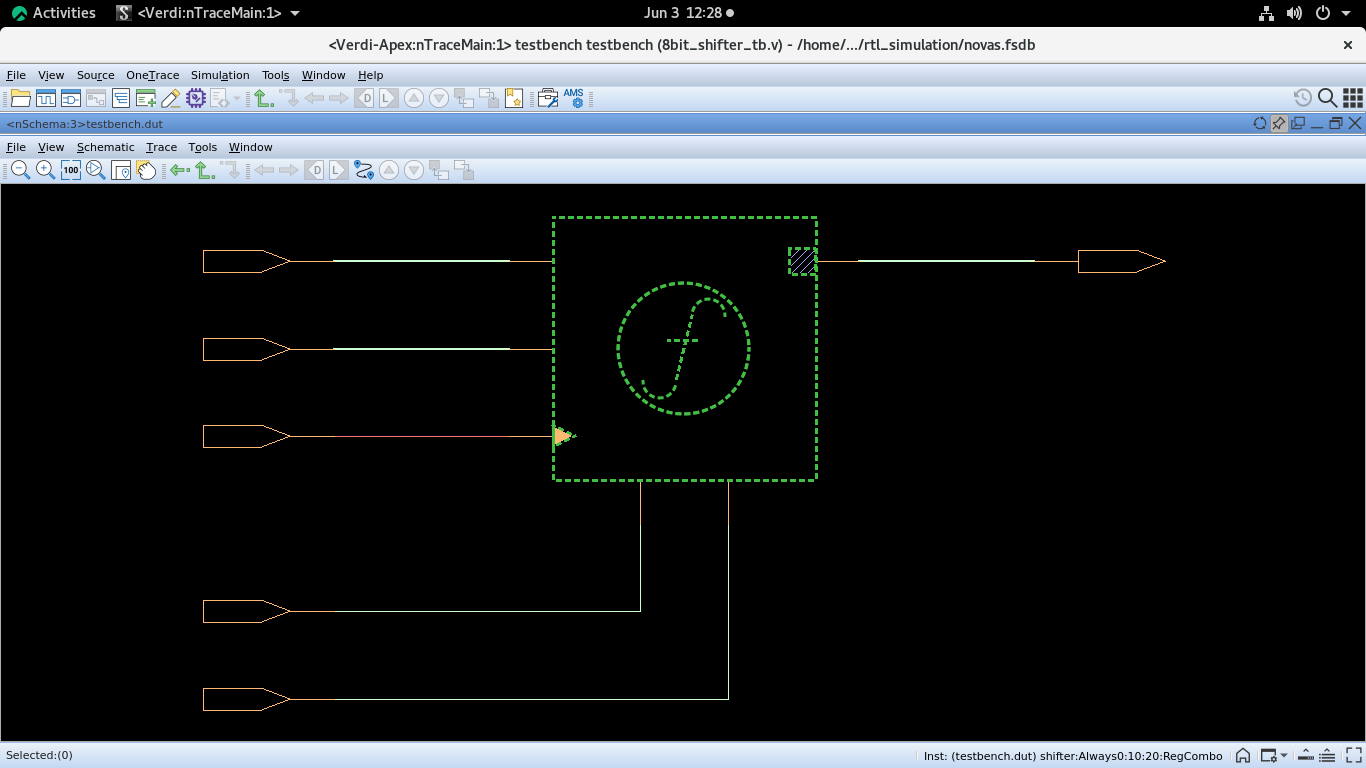 Activities <Verdi:nTraceMain:1> Jun 3 12:28
<Verdi-Apex:nTraceMain:1> testbench testbench (8bit_shifter_tb.v) - /home/.../rtl_simulation/novas.fsdb
File View Source OneTrace Simulation Tools Window Help
D L AMS
<nSchema:3>testbench.dut
File View Schematic Trace Tools Window
100 D L
Selected:(0) Inst: (testbench.dut) shifter:Always0:10:20:RegCombo